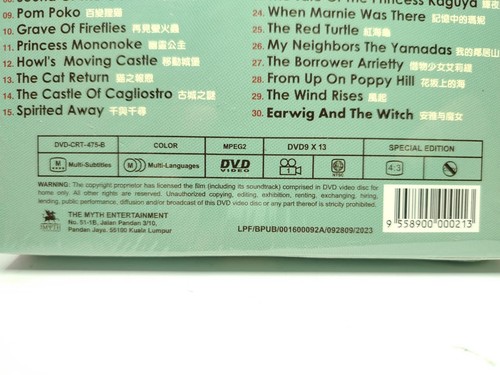 09. Pom Poko 百變狸貓
10. Grave Of Fireflies 再見螢火蟲
11. Princess Mononoke 幽靈公主
12. Howl's Moving Castle 移動城堡
13. The Cat Return 貓之報恩
14. The Castle Of Cagliostro 古城之謎
15. Spirited Away 千與千尋
Princess Kaguya
24. When Marnie Was There 記憶中的瑪妮
25. The Red Turtle 紅海龜
26. My Neighbors The Yamadas 我的鄰居山
27. The Borrower Arrietty 借物少女艾莉緹
28. From Up On Poppy Hill 花坂上的海
29. The Wind Rises 風起
30. Earwig And The Witch 安雅与魔女
DVD-CRT-475-B
COLOR
MPEG2
DVD9 X 13
SPECIAL EDITION
M Multi-Subtitles
M Multi-Languages
DVD VIDEO
1
NTSC
4:3
WARNING: The copyright proprietor has licensed the film (including its soundtrack) comprised in DVD video disc for
home only. All other rights are reserved. Unauthorized copying, editing, exhibition, renting, exchanging, hiring,
lending, public performance, diffusion and/or broadcast of this DVD video disc or any part thereof is strictly prohibited.
THE MYTH ENTERTAINMENT
No. 51-1B, Jalan Pandan 3/10,
Pandan Jaya, 55100 Kuala Lumpur
MYTH
LPF/BPUB/001600092A/092809/2023
9 558900 000213